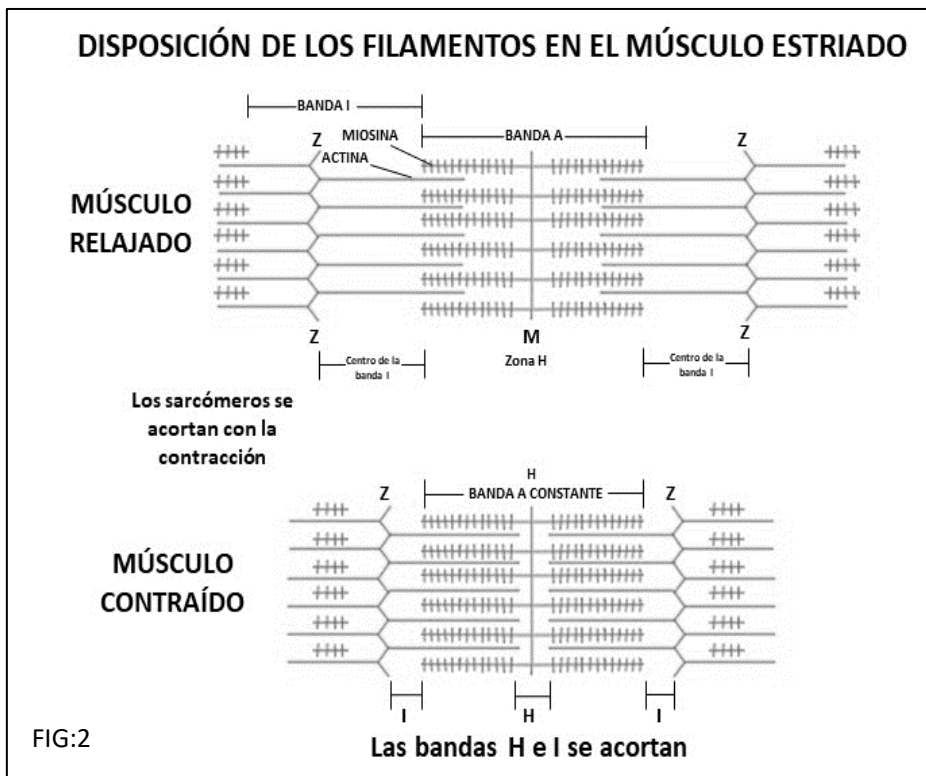 DISPOSICIÓN DE LOS FILAMENTOS EN EL MÚSCULO ESTRIADO
BANDA I
MIOSINA
BANDA A
Z
ACTINA
Z
MÚSCULO
RELAJADO
Z
M
Z
Centro de la
banda I
Zona H
Centro de la
banda I
Los sarcómeros se
acortan con la
contracción
H
Z
BANDA A CONSTANTE
Z
MÚSCULO
CONTRAÍDO
I
H
I
FIG:2
Las bandas H e I se acortan